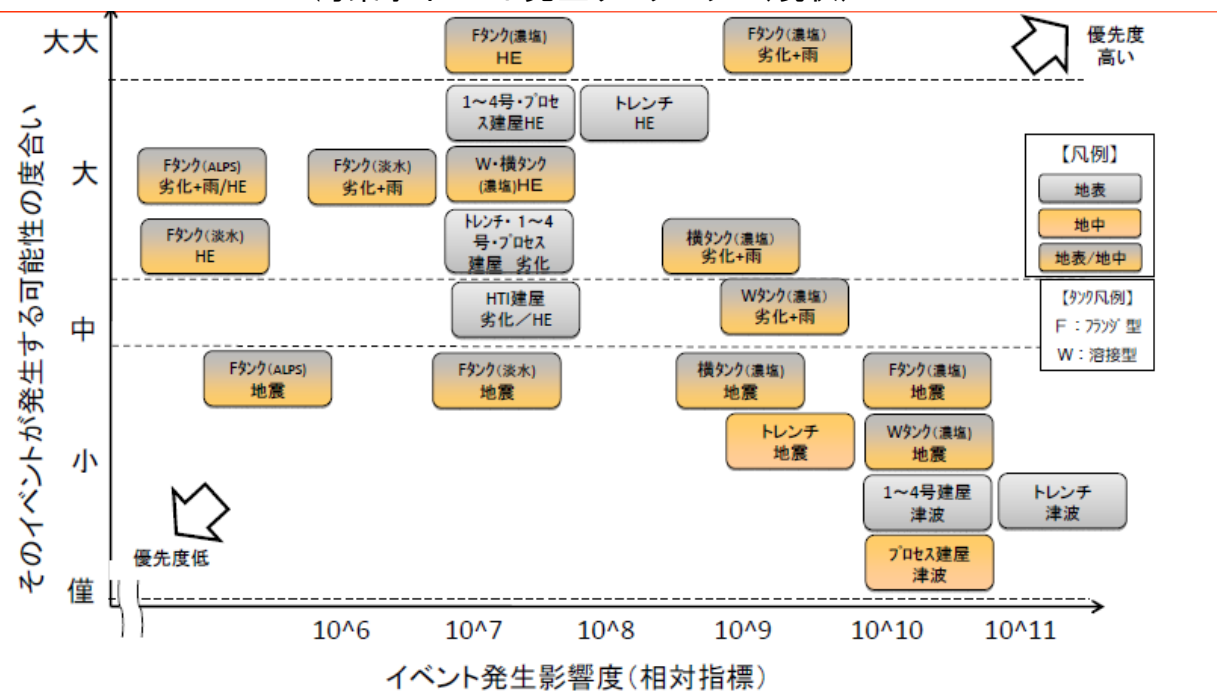 大大
Fタンク(濃塩)
HE
Fタンク(濃塩)
劣化+雨
優先度
高い
1～4号・プロセ
ス建屋HE
トレンチ
HE
【凡例】
地表
地中
地表/地中
大
Fタンク(ALPS)
劣化+雨/HE
Fタンク(淡水)
劣化+雨
W・横タンク
(濃塩)HE
Fタンク(淡水)
HE
トレンチ・1～4
号・プロセス
建屋 劣化
横タンク(濃塩)
劣化+雨
中
HTI建屋
劣化／HE
Wタンク(濃塩)
劣化+雨
【タンク凡例】
F：フランジ型
W：溶接型
Fタンク(ALPS)
地震
Fタンク(淡水)
地震
横タンク(濃塩)
地震
Fタンク(濃塩)
地震
小
トレンチ
地震
Wタンク(濃塩)
地震
1～4号建屋
津波
トレンチ
津波
プロセス建屋
津波
優先度低
僅
そのイベントが発生する可能性の度合い
10^6
10^7
10^8
10^9
10^10
10^11
イベント発生影響度(相対指標)